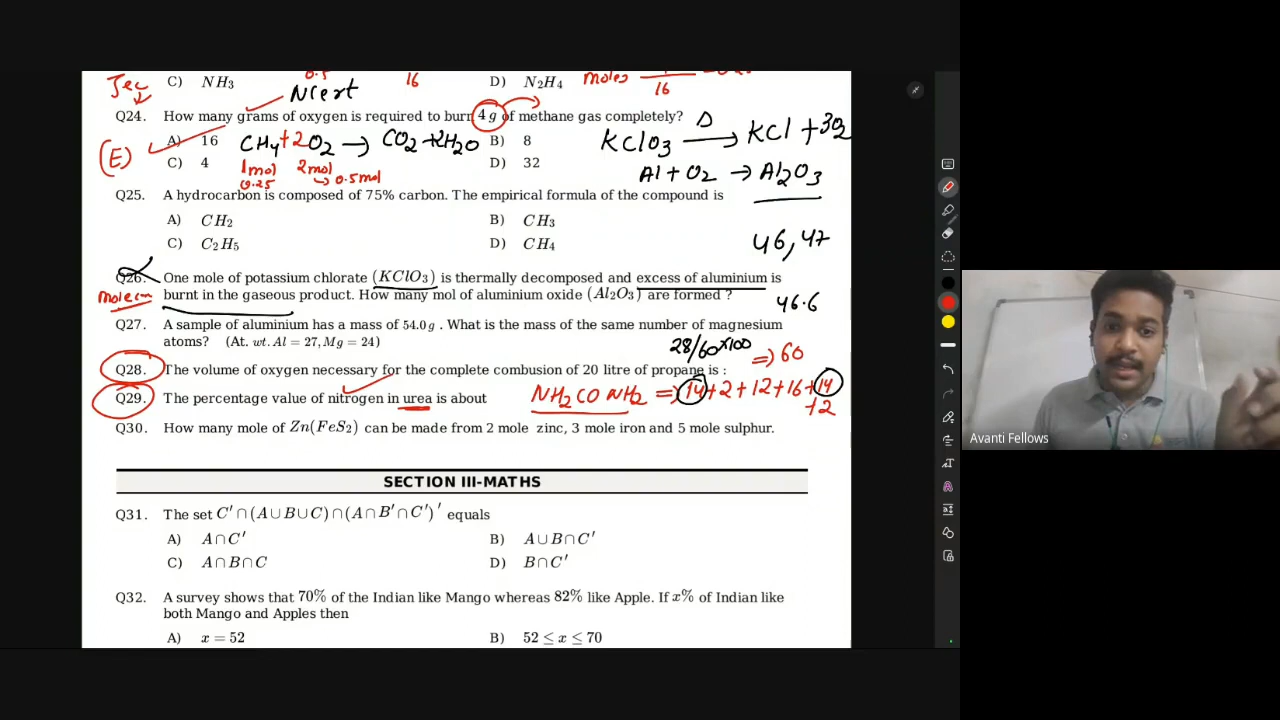 Jec C) NH3 0.5 16 D) N2H4 moles
16
Ncert
Q24. How many grams of oxygen is required to burn 4 g of methane gas completely?
A) 16 B) 8
C) 4 D) 32
(E) CH4 + 2O2 → CO2 + 2H2O
1mol 2mol
0.25 → 0.5mol
KClO3 Δ → KCl + 3O2
Al + O2 → Al2O3
Q25. A hydrocarbon is composed of 75% carbon. The empirical formula of the compound is
A) CH2 B) CH3
C) C2H5 D) CH4
46, 47
Q26. One mole of potassium chlorate (KClO3) is thermally decomposed and excess of aluminium is
burnt in the gaseous product. How many mol of aluminium oxide (Al2O3) are formed ?
46.6
Q27. A sample of aluminium has a mass of 54.0 g . What is the mass of the same number of magnesium
atoms? (At. wt. Al = 27, Mg = 24)
28/60×100
⇒ 60
Q28. The volume of oxygen necessary for the complete combusion of 20 litre of propane is :
Q29. The percentage value of nitrogen in urea is about
NH2CONH2 ⇒ 14+2+12+16+14
+2
Q30. How many mole of Zn(FeS2) can be made from 2 mole zinc, 3 mole iron and 5 mole sulphur.
SECTION III-MATHS
Q31. The set C′∩(A∪B∪C)∩(A∩B′∩C′)′ equals
A) A∩C′ B) A∪B∩C′
C) A∩B∩C D) B∩C′
Q32. A survey shows that 70% of the Indian like Mango whereas 82% like Apple. If x% of Indian like
both Mango and Apples then
A) x = 52 B) 52 ≤ x ≤ 70
Avanti Fellows